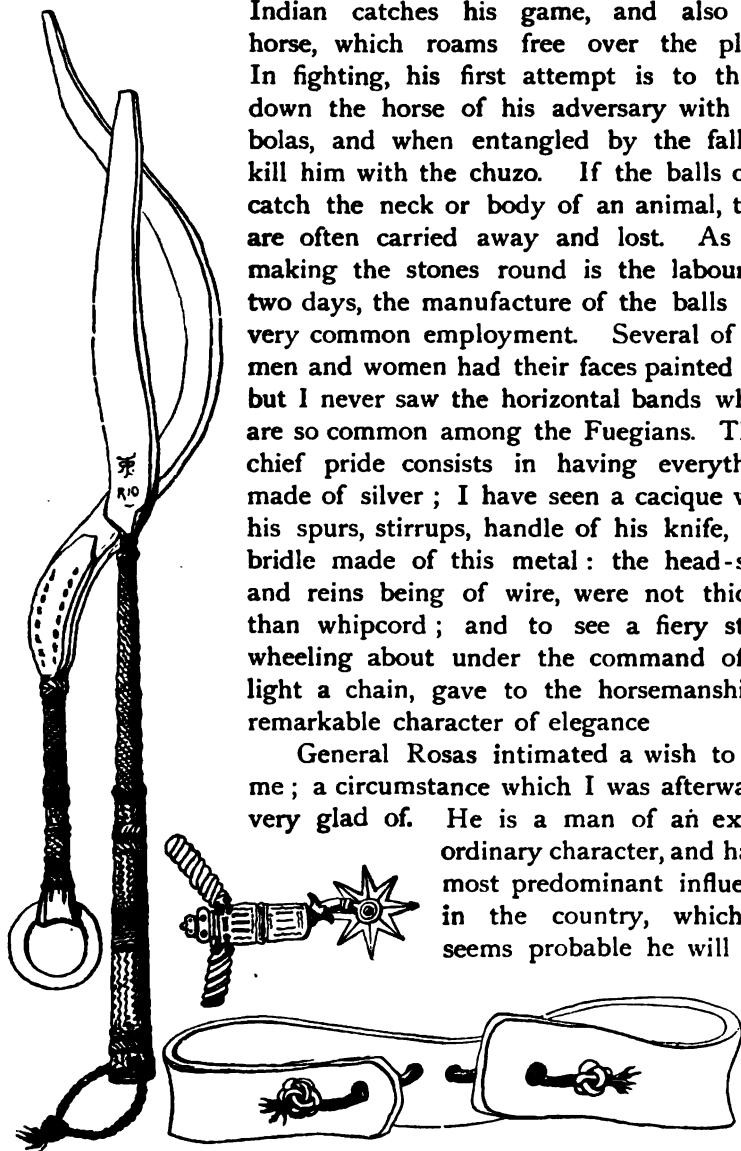 Indian catches his game, and also
horse, which roams free over the pl
In fighting, his first attempt is to th
down the horse of his adversary with
bolas, and when entangled by the fall
kill him with the chuzo. If the balls o
catch the neck or body of an animal, t
are often carried away and lost. As
making the stones round is the labour
two days, the manufacture of the balls
very common employment. Several of
men and women had their faces painted
but I never saw the horizontal bands wh
are so common among the Fuegians. Th
chief pride consists in having everyth
made of silver ; I have seen a cacique w
his spurs, stirrups, handle of his knife,
bridle made of this metal : the head-s
and reins being of wire, were not thic
than whipcord ; and to see a fiery st
wheeling about under the command of
light a chain, gave to the horsemanshi
remarkable character of elegance
General Rosas intimated a wish to
me ; a circumstance which I was afterwa
very glad of. He is a man of an ex
ordinary character, and ha
most predominant influe
in the country, which
seems probable he will
RIO